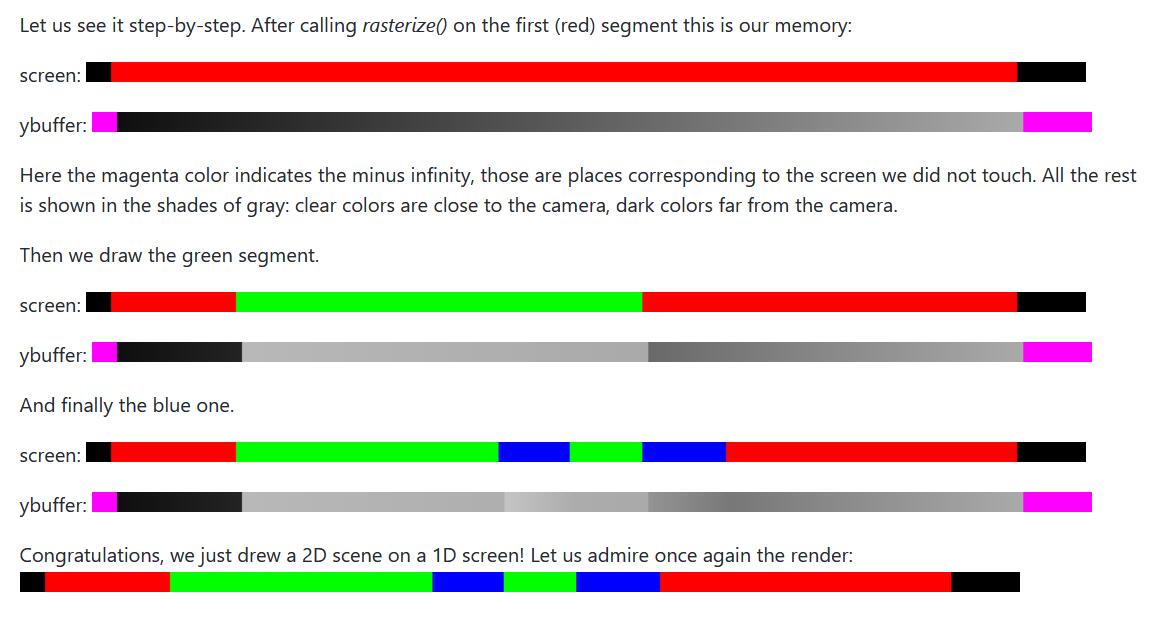 Let us see it step-by-step. After calling rasterize() on the first (red) segment this is our memory:
screen:
ybuffer:
Here the magenta color indicates the minus infinity, those are places corresponding to the screen we did not touch. All the rest
is shown in the shades of gray: clear colors are close to the camera, dark colors far from the camera.
Then we draw the green segment.
screen:
ybuffer:
And finally the blue one.
screen:
ybuffer:
Congratulations, we just drew a 2D scene on a 1D screen! Let us admire once again the render: